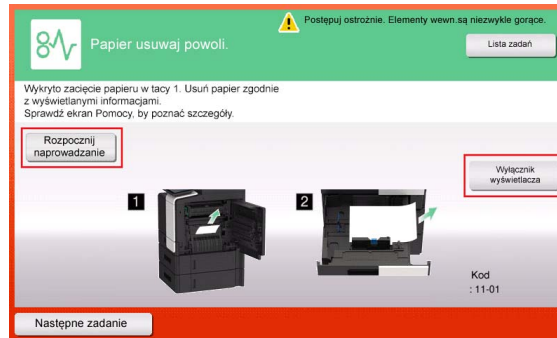 Postępuj ostrożnie. Elementy wewn.są niezwykle gorące.
Papier usuwaj powoli.
Lista zadań
Wykryto zacięcie papieru w tacy 1. Usuń papier zgodnie
z wyświetlanymi informacjami.
Sprawdź ekran Pomocy, by poznać szczegóły.
Rozpocznij
naprowadzanie
Wyłącznik
wyświetlacza
1
2
Kod
: 11-01
Następne zadanie